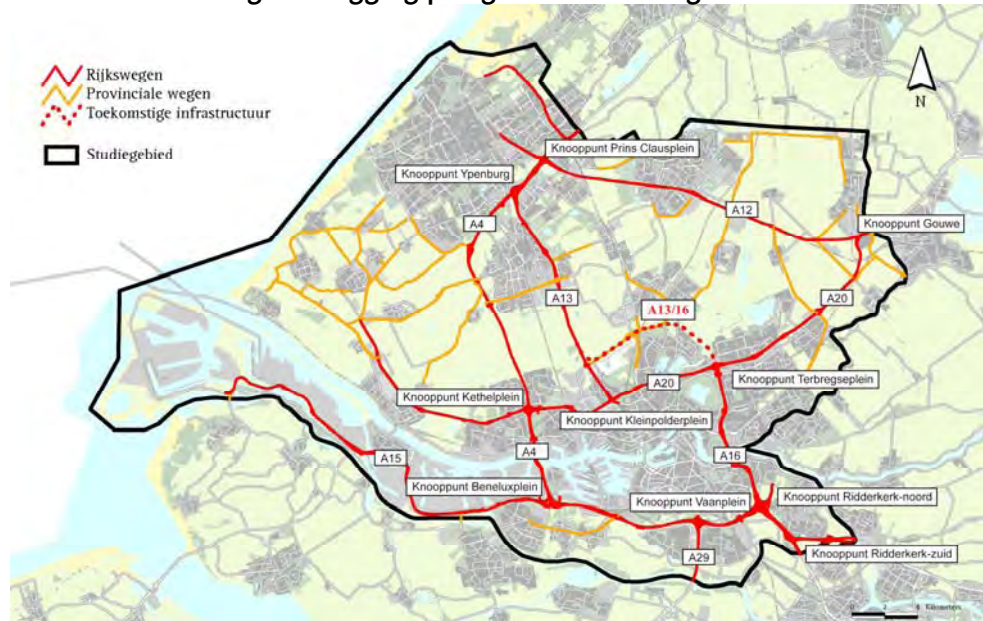 Rijkswegen
Provinciale wegen
Toekomstige infrastructuur
Studiegebied
N
Knooppunt Prins Clausplein
Knooppunt Ypenburg
A12
Knooppunt Gouwe
A4
A13
A20
A13/16
A20
Knooppunt Terbregseplein
Knooppunt Kethelplein
Knooppunt Kleinpolderplein
A4
A16
A15
Knooppunt Beneluxplein
Knooppunt Vaanplein
Knooppunt Ridderkerk-noord
A29
Knooppunt Ridderkerk-zuid
Kilometers